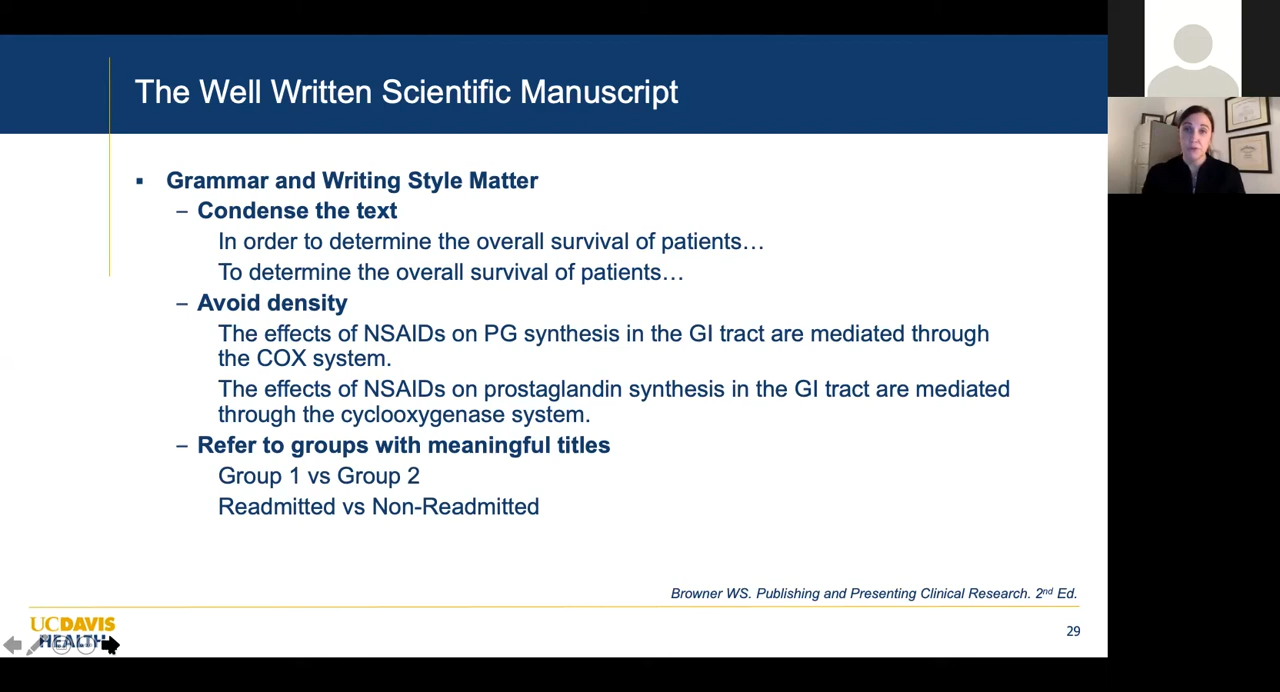 The Well Written Scientific Manuscript
▪ Grammar and Writing Style Matter
– Condense the text
In order to determine the overall survival of patients…
To determine the overall survival of patients…
– Avoid density
The effects of NSAIDs on PG synthesis in the GI tract are mediated through
the COX system.
The effects of NSAIDs on prostaglandin synthesis in the GI tract are mediated
through the cyclooxygenase system.
– Refer to groups with meaningful titles
Group 1 vs Group 2
Readmitted vs Non-Readmitted
Browner WS. Publishing and Presenting Clinical Research. 2nd Ed.
UCDAVIS
HEALTH
29